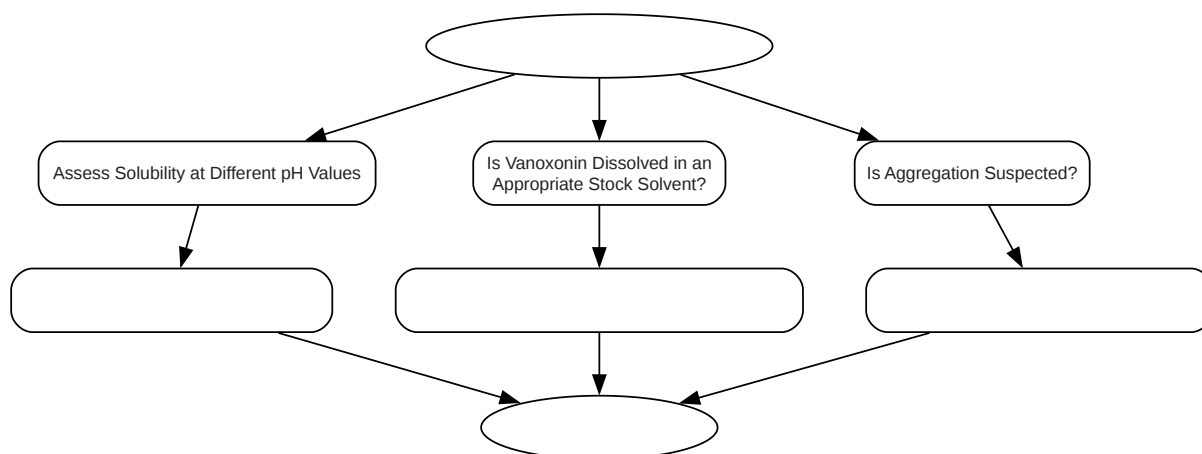 Assess Solubility at Different pH Values
Is Vanoxonin Dissolved in an
Appropriate Stock Solvent?
Is Aggregation Suspected?